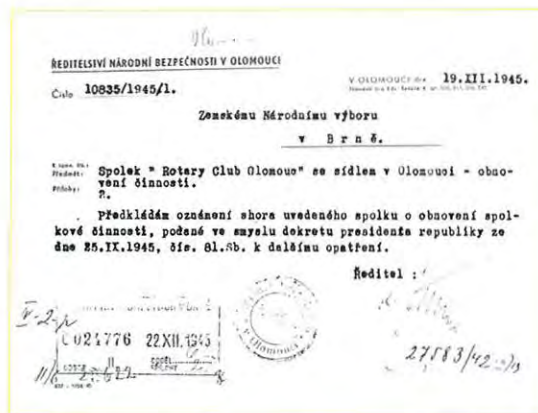 ŘEDITELSTVÍ NÁRODNÍ BEZPEČNOSTI V OLOMOUCI
Číslo 10835/1945/1.
V OLOMOUCI dne 19.XII.1945.
Zemskému Národnímu výboru
v Brně.
Předmět: Spolek " Rotary Club Olomouc" se sídlem v Olomouci - obno-
vení činnosti.
Přílohy: 2.
Předkládám oznámení shora uvedeného spolku o obnovení spol-
kové činnosti, podané ve smyslu dekretu presidenta republiky ze
dne 25.IX.1945, čís. 81.Sb. k dalšímu opatření.
Ředitel :
C 024776 22.XII.1945
v Olomouci
27583/42